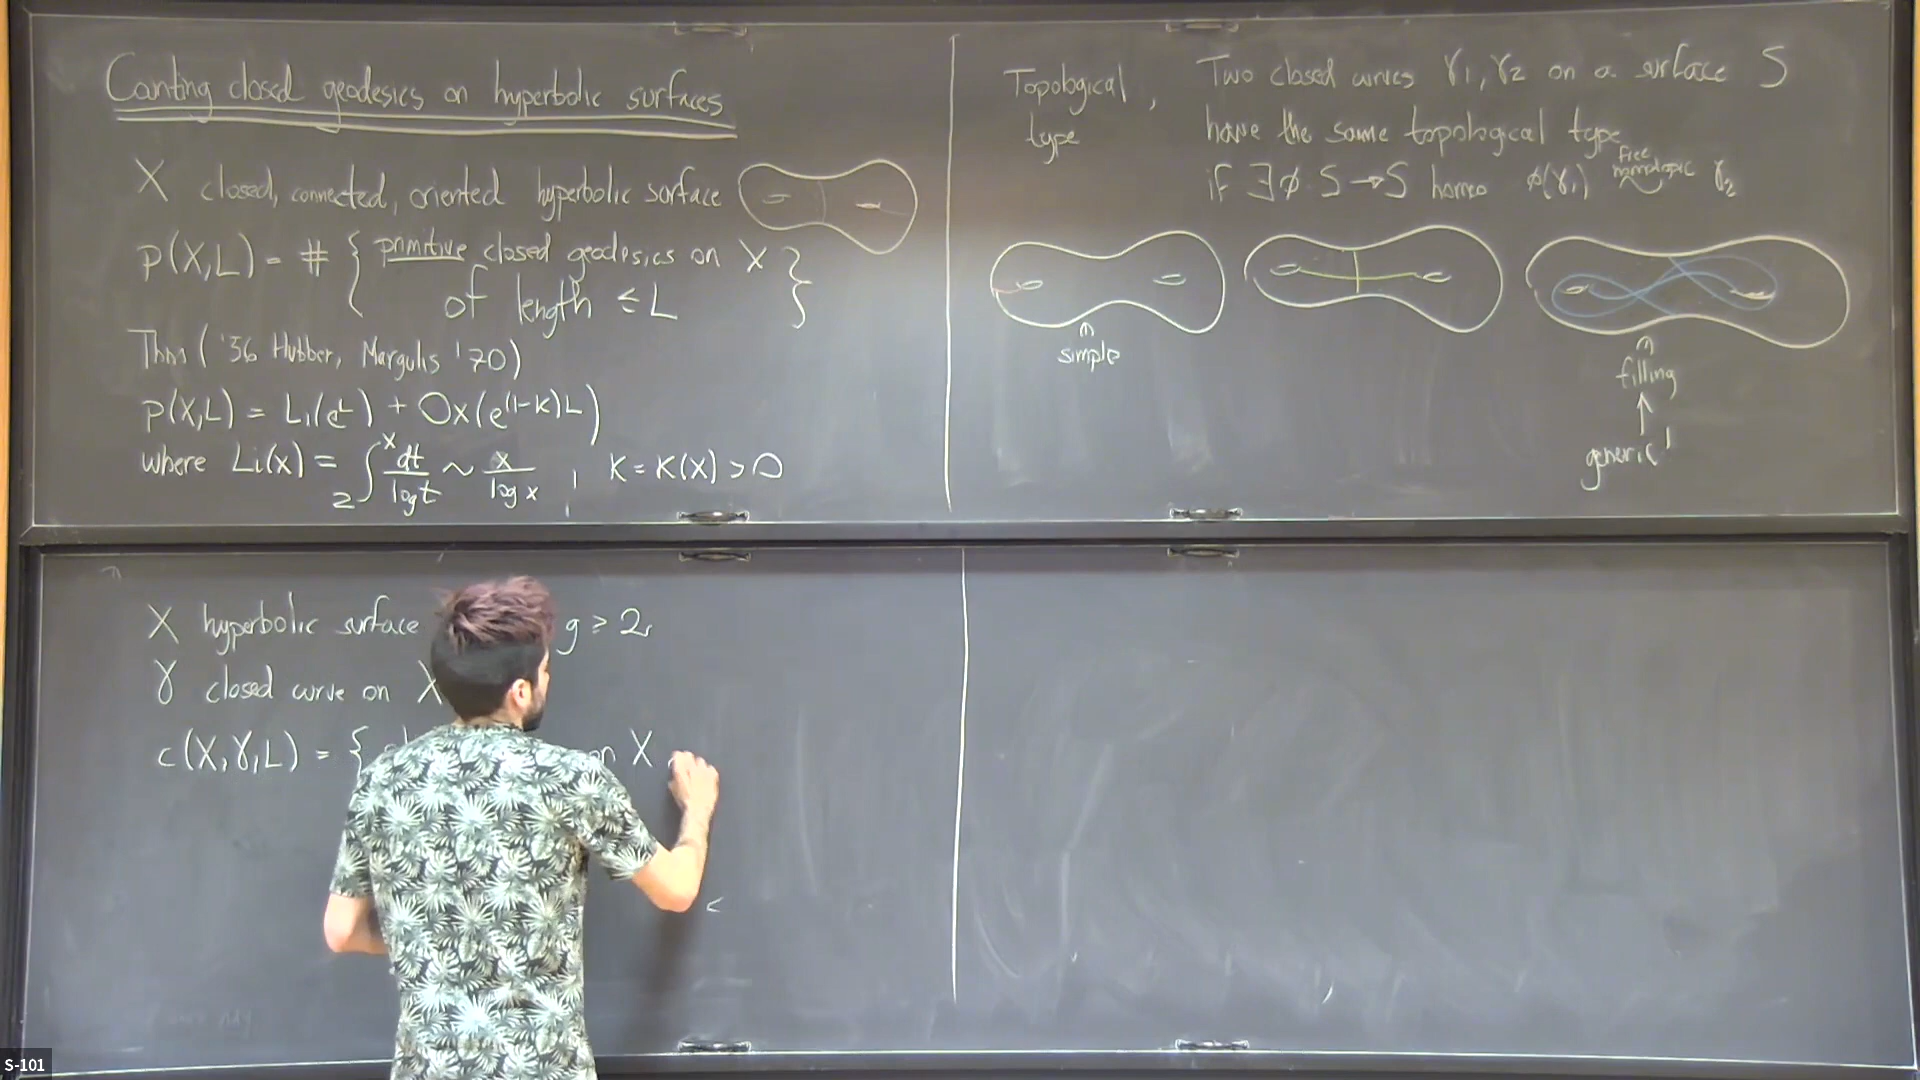 Counting closed geodesics on hyperbolic surfaces
X closed, connected, oriented hyperbolic surface
p(X,L) = # { primitive closed geodesics on X
of length ≤ L }
Thm ('56 Hubber, Margulis '70)
p(X,L) = Li(e^L) + O_X(e^{(1-κ)L})
where Li(x) = ∫_2^x dt/log t ~ x/log x , κ = κ(X) > 0
Topological type,
Two closed curves γ1, γ2 on a surface S
have the same topological type
if ∃ φ: S → S homeo φ(γ1) free homotopic γ2
simple
filling
↑
generic
X hyperbolic surface g ≥ 2,
γ closed curve on X
c(X,γ,L) = { on X
<
S-101